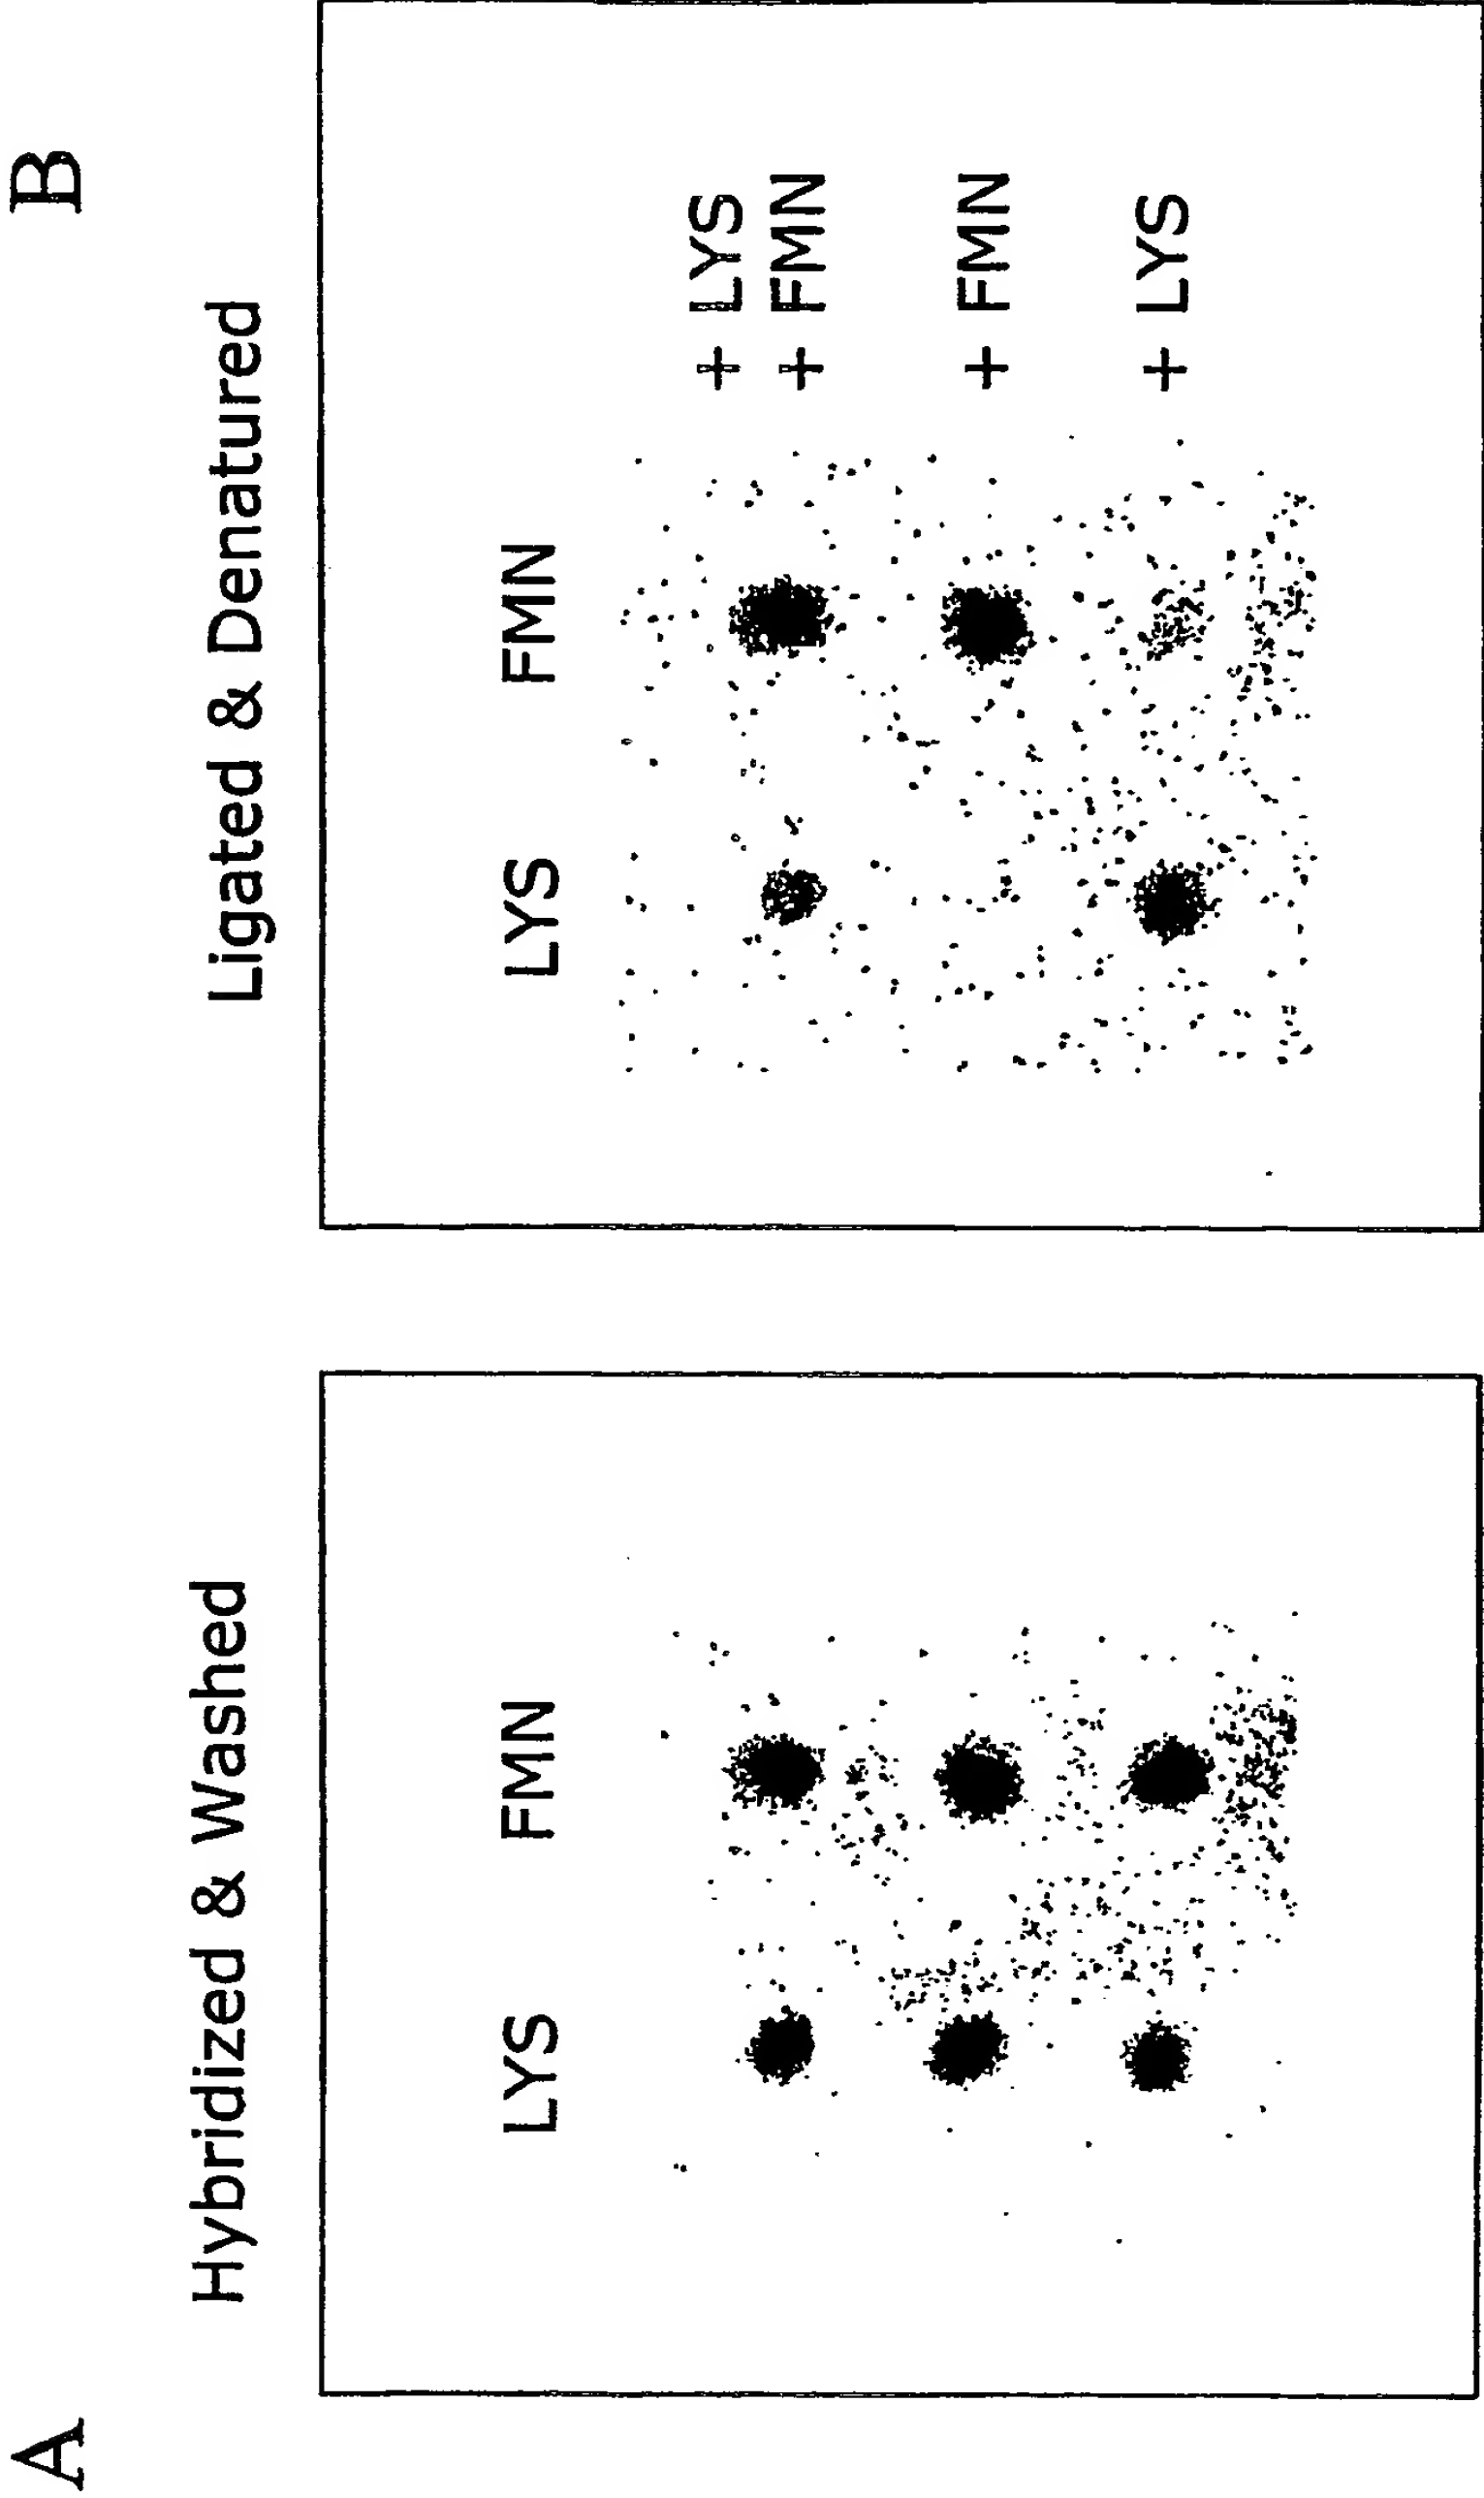 A
Hybridized & Washed
LYS FMN
B
Ligated & Denatured
LYS FMN
+ LYS
+ FMN
+ FMN
+ LYS